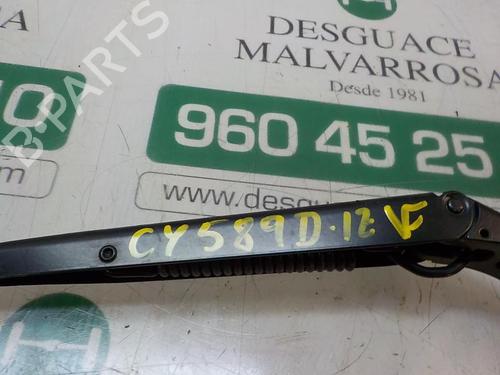 DESGUACE
MALVARROSA
Desde 1981
960 45 25
www.desgu
CY589D-12 VF
B-PARTS